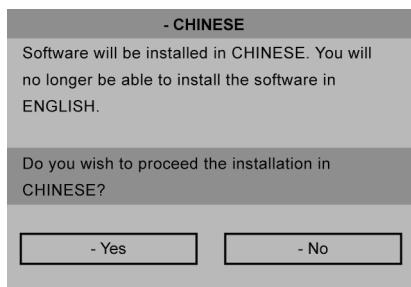 - CHINESE
Software will be installed in CHINESE. You will
no longer be able to install the software in
ENGLISH.
Do you wish to proceed the installation in
CHINESE?
- Yes
- No